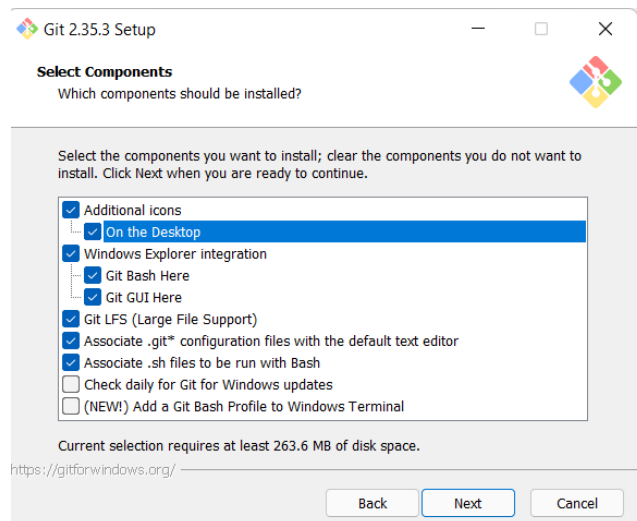 Git 2.35.3 Setup
Select Components
Which components should be installed?
Select the components you want to install; clear the components you do not want to
install. Click Next when you are ready to continue.
Additional icons
On the Desktop
Windows Explorer integration
Git Bash Here
Git GUI Here
Git LFS (Large File Support)
Associate .git* configuration files with the default text editor
Associate .sh files to be run with Bash
Check daily for Git for Windows updates
(NEW!) Add a Git Bash Profile to Windows Terminal
Current selection requires at least 263.6 MB of disk space.
https://gitforwindows.org/
Back Next Cancel